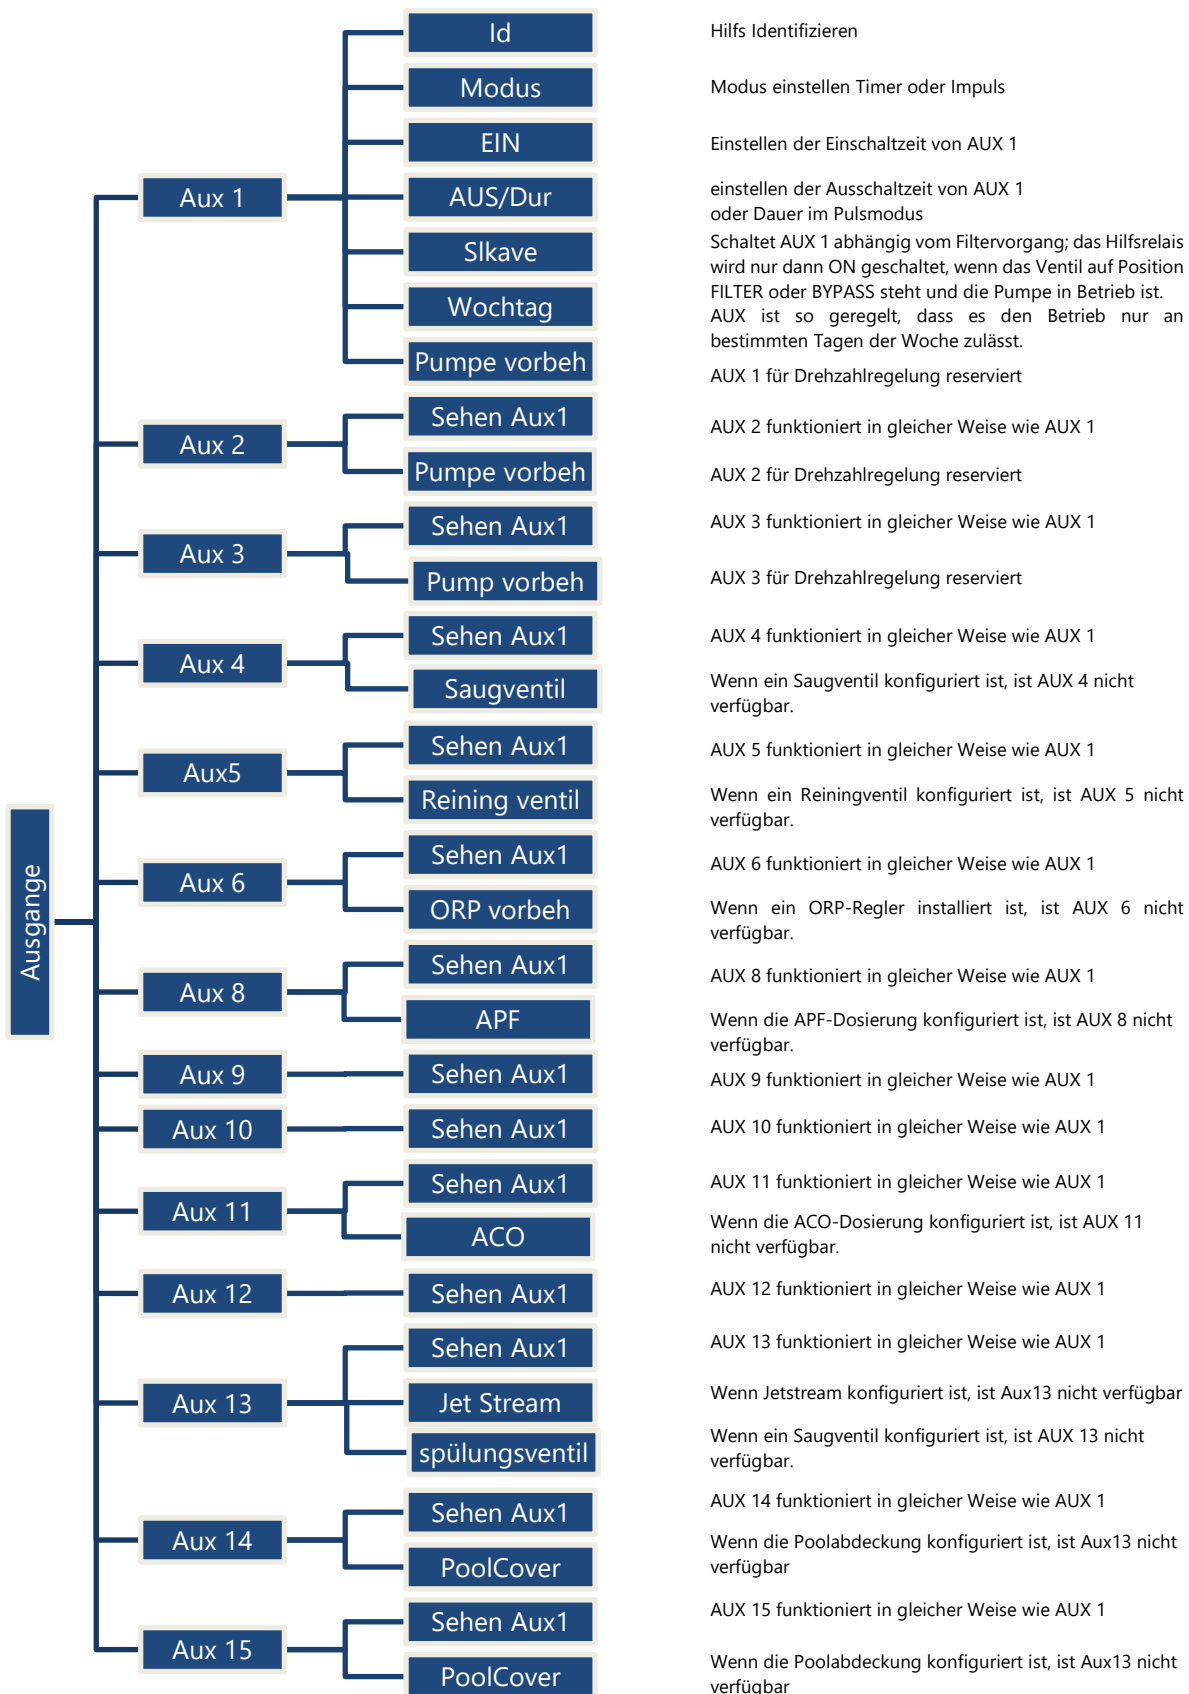 Ausgange
Aux 1
Id
Hilfs Identifizieren
Modus
Modus einstellen Timer oder Impuls
EIN
Einstellen der Einschaltzeit von AUX 1
AUS/Dur
einstellen der Ausschaltzeit von AUX 1
oder Dauer im Pulsmodus
Slkave
Schaltet AUX 1 abhängig vom Filtervorgang; das Hilfsrelais
wird nur dann ON geschaltet, wenn das Ventil auf Position
FILTER oder BYPASS steht und die Pumpe in Betrieb ist.
Wochtag
AUX ist so geregelt, dass es den Betrieb nur an
bestimmten Tagen der Woche zulässt.
Pumpe vorbeh
AUX 1 für Drehzahlregelung reserviert
Aux 2
Sehen Aux1
AUX 2 funktioniert in gleicher Weise wie AUX 1
Pumpe vorbeh
AUX 2 für Drehzahlregelung reserviert
Aux 3
Sehen Aux1
AUX 3 funktioniert in gleicher Weise wie AUX 1
Pump vorbeh
AUX 3 für Drehzahlregelung reserviert
Aux 4
Sehen Aux1
AUX 4 funktioniert in gleicher Weise wie AUX 1
Saugventil
Wenn ein Saugventil konfiguriert ist, ist AUX 4 nicht
verfügbar.
Aux5
Sehen Aux1
AUX 5 funktioniert in gleicher Weise wie AUX 1
Reining ventil
Wenn ein Reiningventil konfiguriert ist, ist AUX 5 nicht
verfügbar.
Aux 6
Sehen Aux1
AUX 6 funktioniert in gleicher Weise wie AUX 1
ORP vorbeh
Wenn ein ORP-Regler installiert ist, ist AUX 6 nicht
verfügbar.
Aux 8
Sehen Aux1
AUX 8 funktioniert in gleicher Weise wie AUX 1
APF
Wenn die APF-Dosierung konfiguriert ist, ist AUX 8 nicht
verfügbar.
Aux 9
Sehen Aux1
AUX 9 funktioniert in gleicher Weise wie AUX 1
Aux 10
Sehen Aux1
AUX 10 funktioniert in gleicher Weise wie AUX 1
Aux 11
Sehen Aux1
AUX 11 funktioniert in gleicher Weise wie AUX 1
ACO
Wenn die ACO-Dosierung konfiguriert ist, ist AUX 11
nicht verfügbar.
Aux 12
Sehen Aux1
AUX 12 funktioniert in gleicher Weise wie AUX 1
Aux 13
Sehen Aux1
AUX 13 funktioniert in gleicher Weise wie AUX 1
Jet Stream
Wenn Jetstream konfiguriert ist, ist Aux13 nicht verfügbar
spülungsventil
Wenn ein Saugventil konfiguriert ist, ist AUX 13 nicht
verfügbar.
Aux 14
Sehen Aux1
AUX 14 funktioniert in gleicher Weise wie AUX 1
PoolCover
Wenn die Poolabdeckung konfiguriert ist, ist Aux13 nicht
verfügbar
Aux 15
Sehen Aux1
AUX 15 funktioniert in gleicher Weise wie AUX 1
PoolCover
Wenn die Poolabdeckung konfiguriert ist, ist Aux13 nicht
verfügbar